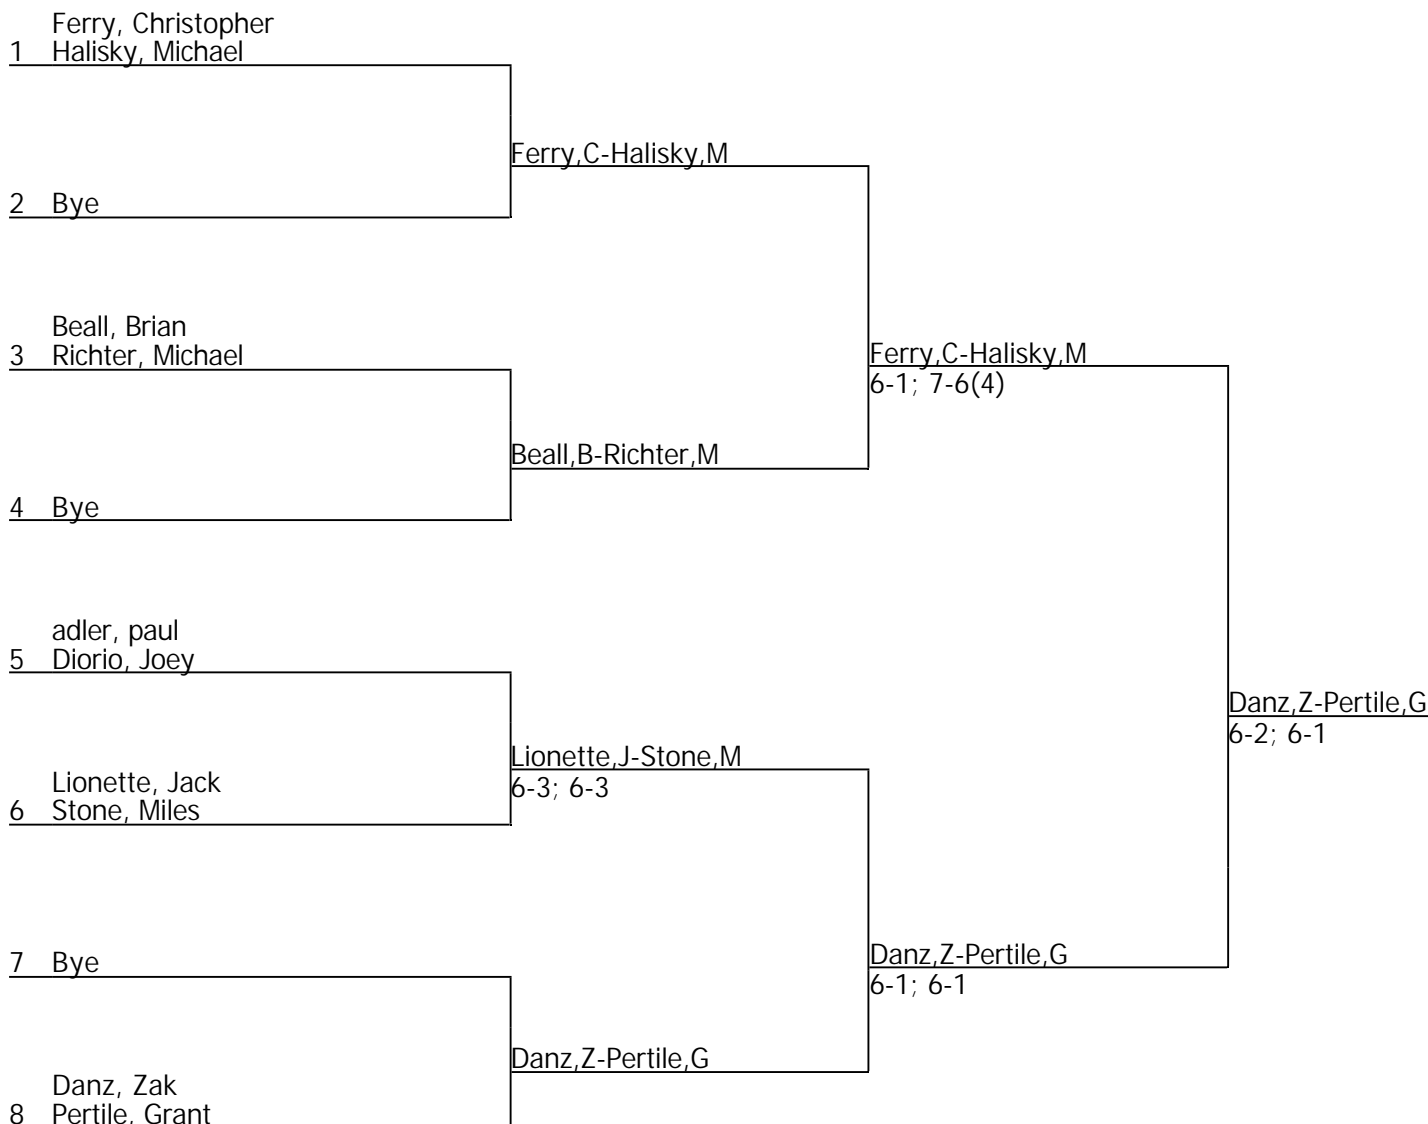 Ferry, Christopher
1 Halisky, Michael
Ferry,C-Halisky,M
2 Bye
Beall, Brian
3 Richter, Michael
Ferry,C-Halisky,M
6-1; 7-6(4)
Beall,B-Richter,M
4 Bye
adler, paul
5 Diorio, Joey
Danz,Z-Pertile,G
6-2; 6-1
Lionette,J-Stone,M
6-3; 6-3
Lionette, Jack
6 Stone, Miles
7 Bye
Danz,Z-Pertile,G
6-1; 6-1
Danz,Z-Pertile,G
Danz, Zak
8 Pertile, Grant